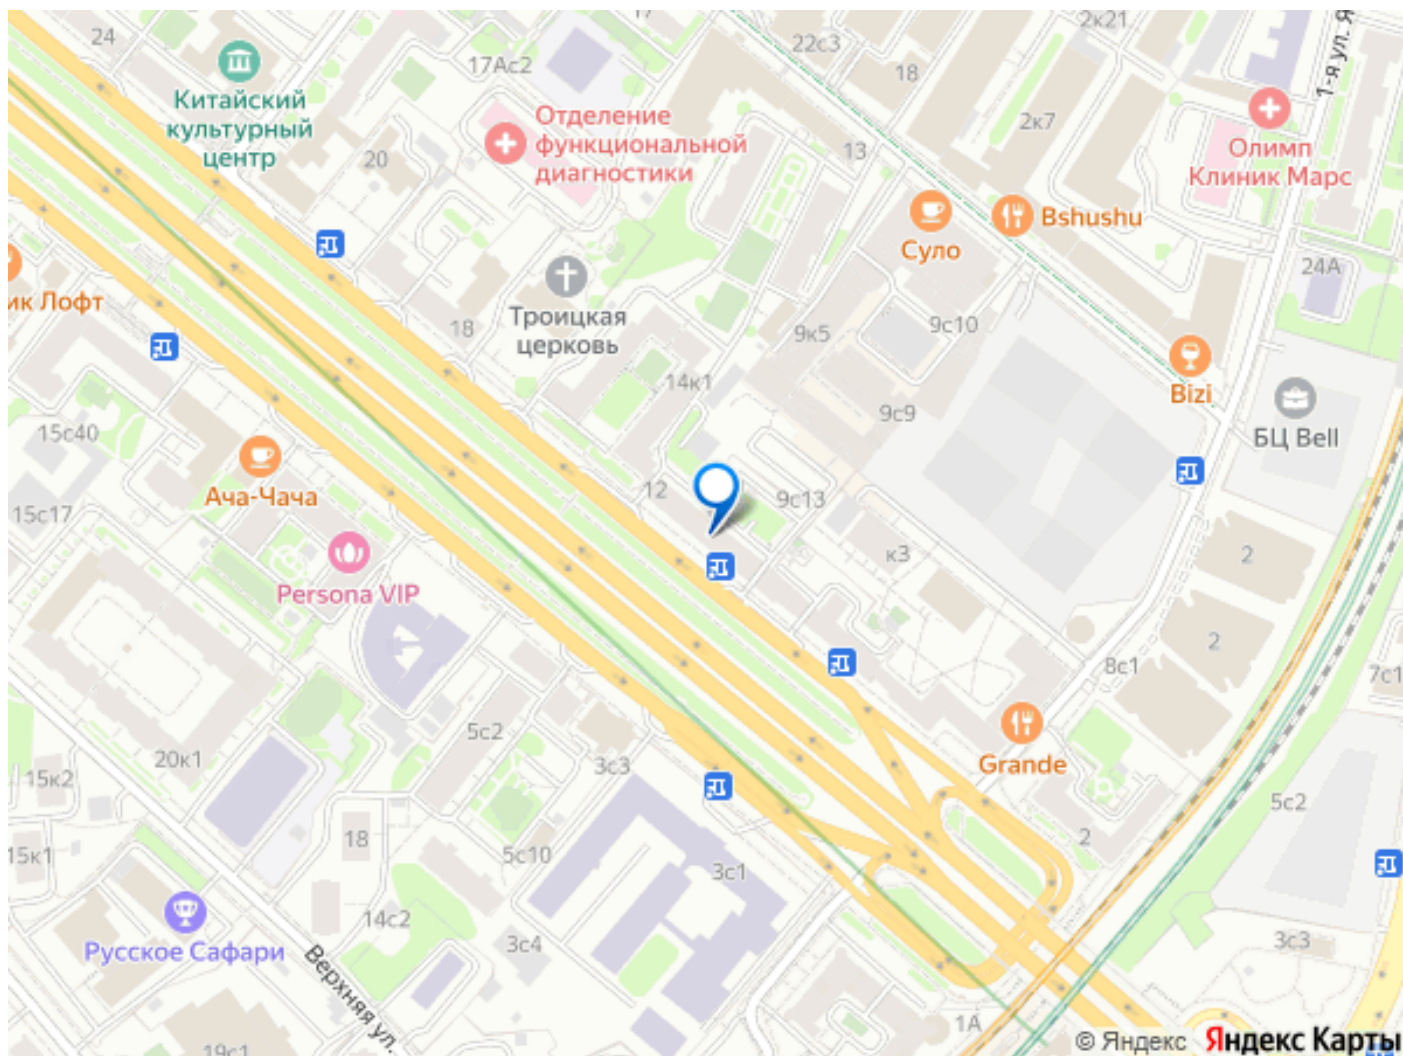 24
17Ас2
17
22с3
2к21
18
1-я ул. Я
Китайский
культурный
центр
20
Отделение
функциональной
диагностики
13
2к7
Олимп
Клиник Марс
Bshushu
Суло
24А
ик Лофт
18
Троицкая
церковь
9к5
9с10
14к1
9с9
Bizi
БЦ Bell
15с40
Ача-Чача
12
9с13
15с17
к3
2
Persona VIP
2
8с1
7с1
5с2
Grande
20к1
3с3
15к2
5с2
18
2
15к1
5с10
3с1
14с2
Русское Сафари
3с4
3с3
Верхняя ул.
19с1
1А
© Яндекс Яндекс Карты